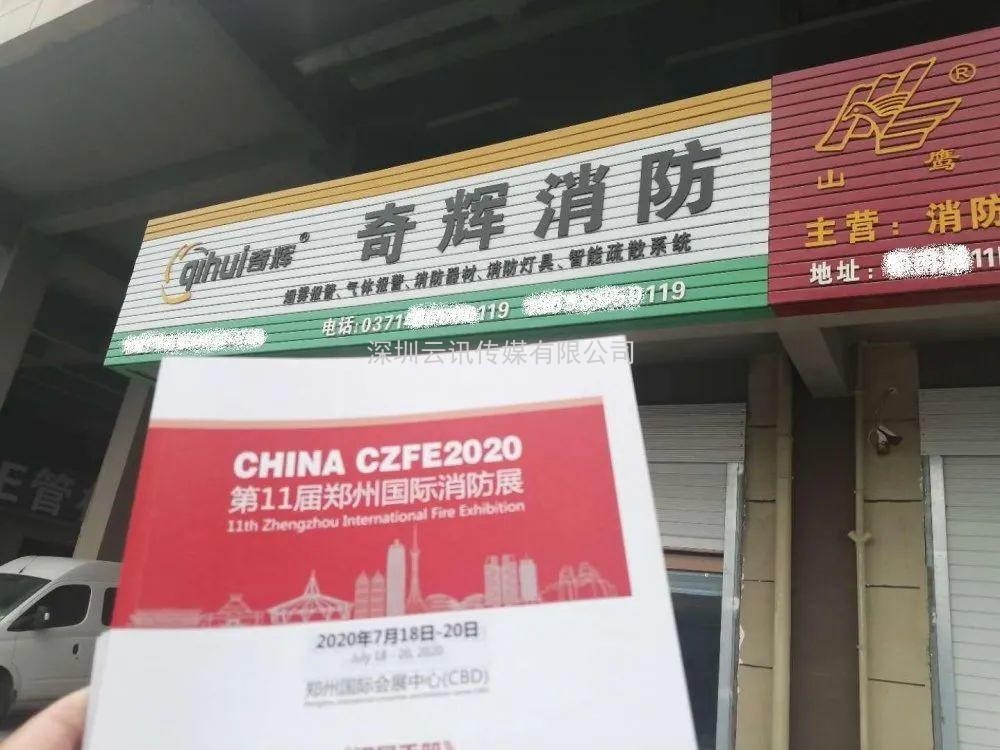 qihui奇辉®
奇辉消防
烟雾报警、气体报警、消防器材、消防灯具、智能疏散系统
电话:0371
119
119
®
山鹰
主营:消防
地址:
11
深圳云讯传媒有限公司
CHINA CZFE2020
第11届郑州国际消防展
11th Zhengzhou International Fire Exhibition
2020年7月18日-20日
July 18 - 20, 2020
郑州国际会展中心(CBD)